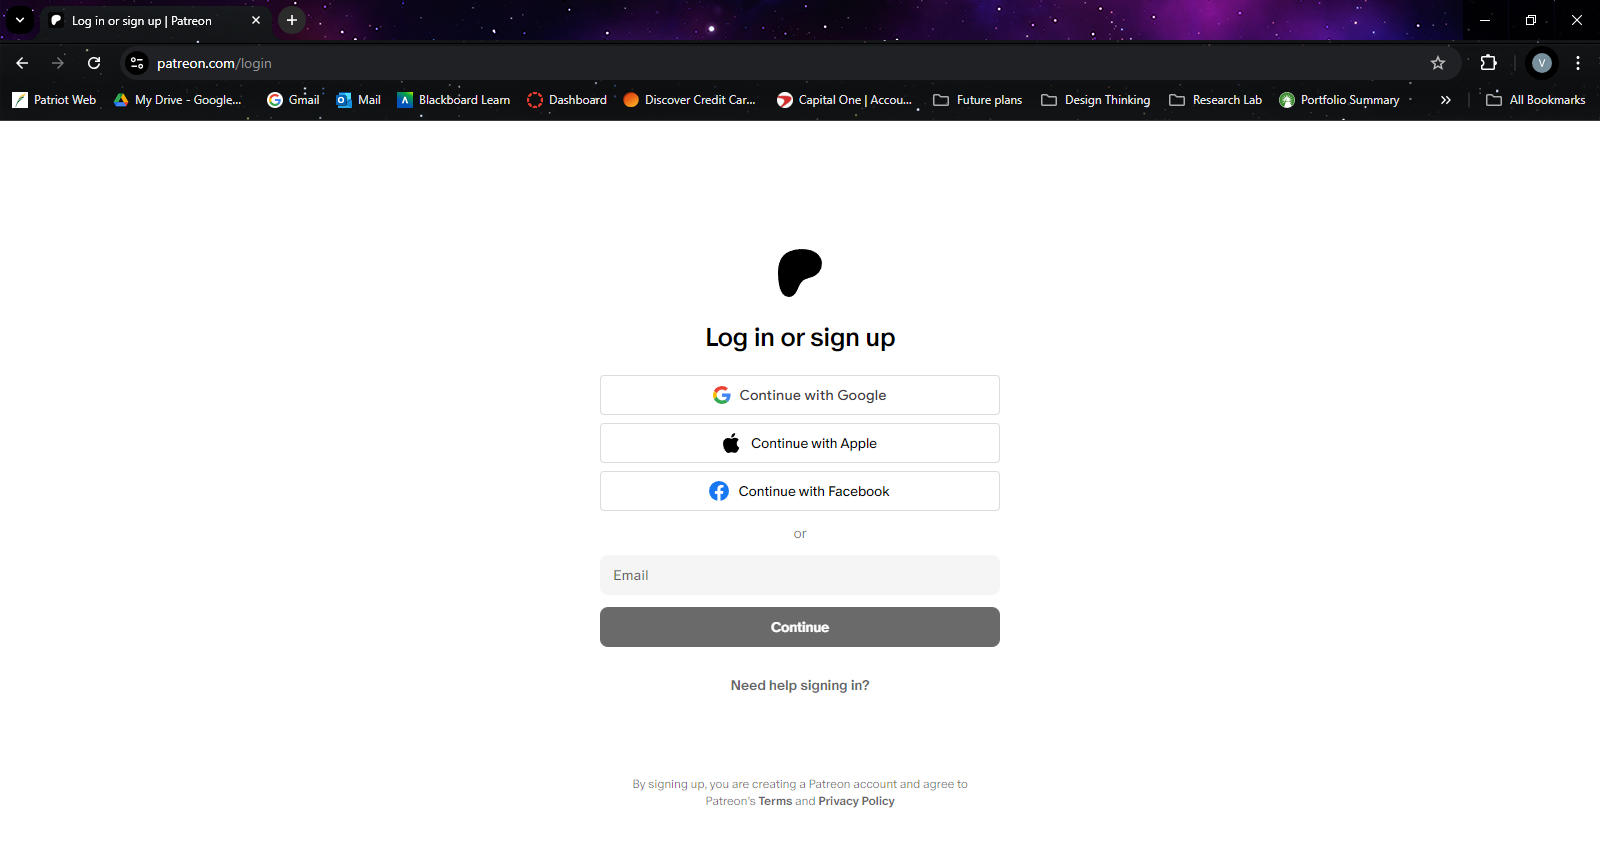 Log in or sign up | Patreon
patreon.com/login
Patriot Web
My Drive - Google...
Gmail
Mail
Blackboard Learn
Dashboard
Discover Credit Car...
Capital One | Accou...
Future plans
Design Thinking
Research Lab
Portfolio Summary
All Bookmarks
V
Log in or sign up
Continue with Google
Continue with Apple
Continue with Facebook
or
Email
Continue
Need help signing in?
By signing up, you are creating a Patreon account and agree to
Patreon's Terms and Privacy Policy